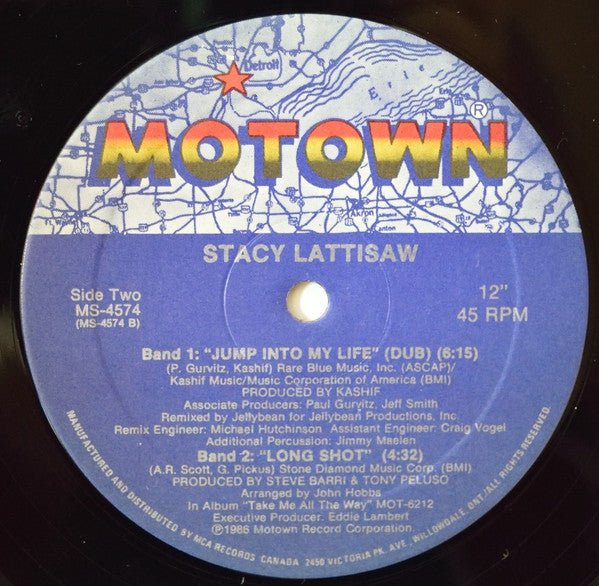 Detroit
Erie
MOTOWN®
Akron
STACY LATTISAW
Side Two
MS-4574
(MS-4574 B)
12"
45 RPM
Band 1: "JUMP INTO MY LIFE" (DUB) (6:15)
(P. Gurvitz, Kashif) Rare Blue Music, Inc. (ASCAP)/
Kashif Music/Music Corporation of America (BMI)
PRODUCED BY KASHIF
Associate Producers: Paul Gurvitz, Jeff Smith
Remixed by Jellybean for Jellybean Productions, Inc.
Remix Engineer: Michael Hutchinson Assistant Engineer: Craig Vogel
Additional Percussion: Jimmy Maelen
Band 2: "LONG SHOT" (4:32)
(A.R. Scott, G. Pickus) Stone Diamond Music Corp. (BMI)
PRODUCED BY STEVE BARRI & TONY PELUSO
Arranged by John Hobbs
In Album "Take Me All The Way" MOT-6212
Executive Producer: Eddie Lambert
℗1986 Motown Record Corporation.
MANUFACTURED AND DISTRIBUTED BY MCA RECORDS CANADA 2450 VICTORIA PK. AVE., WILLOWDALE, ONT./ALL RIGHTS RESERVED.